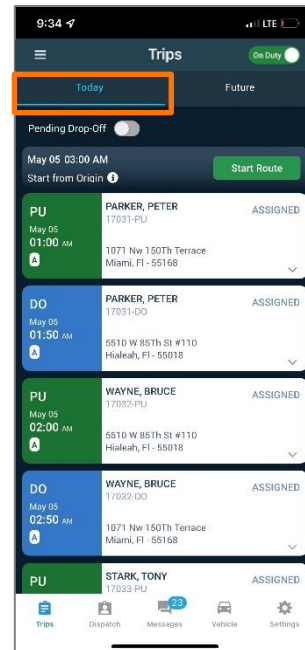 9:34
LTE
Trips
On Duty
Today
Future
Pending Drop-Off
May 05 03:00 AM
Start from Origin
Start Route
PU
May 05
01:00 AM
A
PARKER, PETER
17031-PU
ASSIGNED
1071 Nw 150Th Terrace
Miami, Fl - 55168
DO
May 05
01:50 AM
A
PARKER, PETER
17031-DO
ASSIGNED
5510 W 85Th St #110
Hialeah, Fl - 55018
PU
May 05
02:00 AM
A
WAYNE, BRUCE
17032-PU
ASSIGNED
5510 W 85Th St #110
Hialeah, Fl - 55018
DO
May 05
02:50 AM
A
WAYNE, BRUCE
17032-DO
ASSIGNED
1071 Nw 150Th Terrace
Miami, Fl - 55168
PU
STARK, TONY
17033-PU
ASSIGNED
23
Trips
Dispatch
Messages
Vehicle
Settings